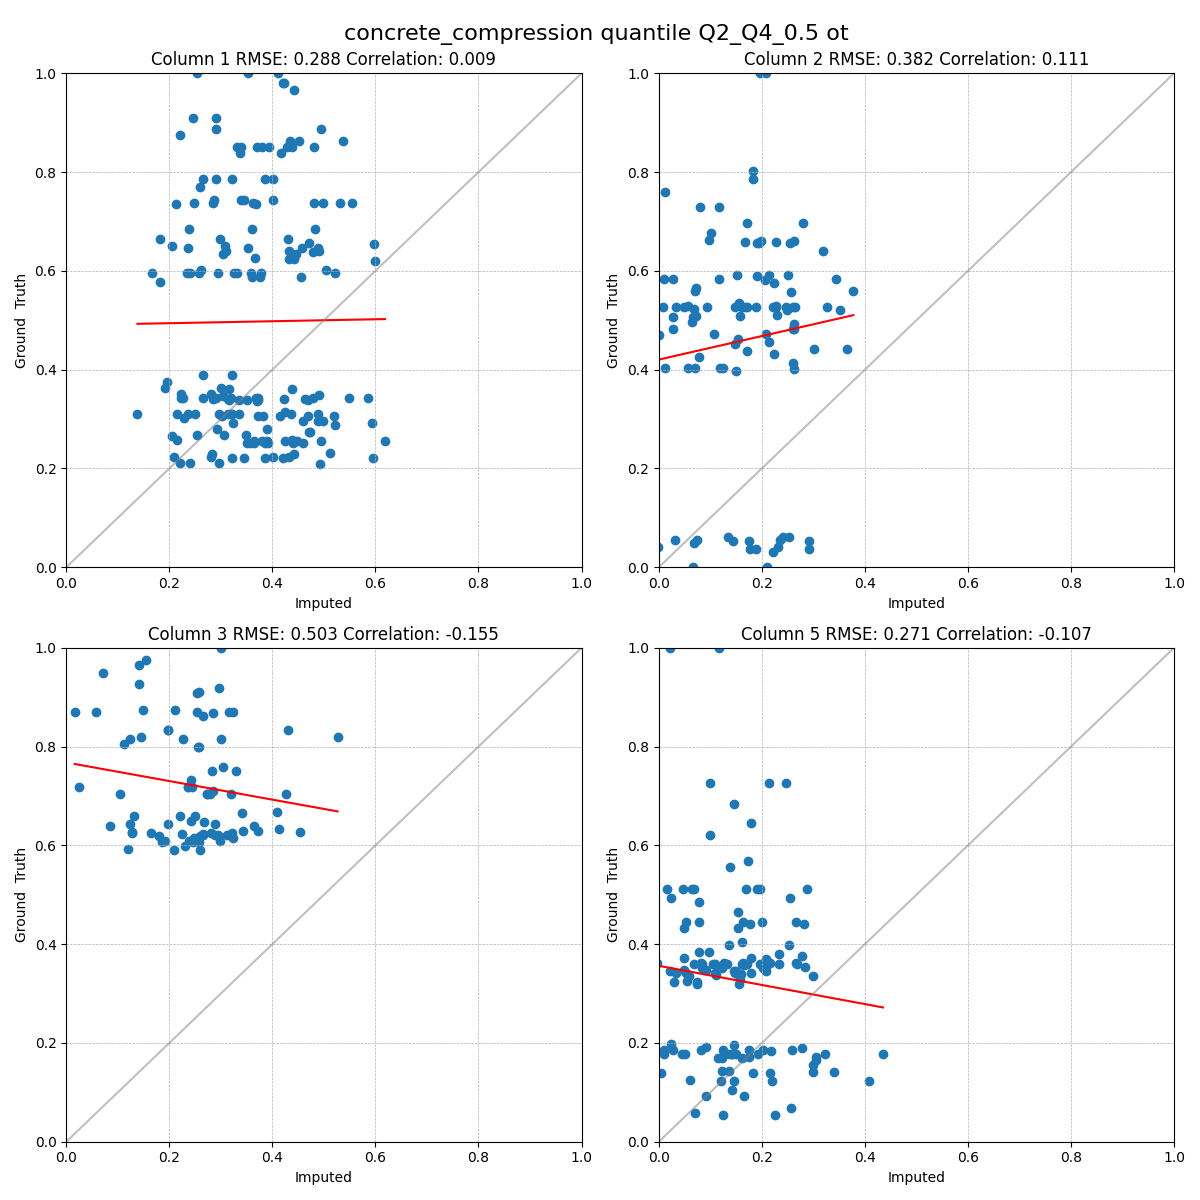 concrete_compression quantile Q2_Q4_0.5 ot
Column 1 RMSE: 0.288 Correlation: 0.009
Column 2 RMSE: 0.382 Correlation: 0.111
1.0
0.8
0.6
0.4
0.2
0.0
Ground Truth
0.0 0.2 0.4 0.6 0.8 1.0
Imputed
1.0
0.8
0.6
0.4
0.2
0.0
Ground Truth
0.0 0.2 0.4 0.6 0.8 1.0
Imputed
Column 3 RMSE: 0.503 Correlation: -0.155
Column 5 RMSE: 0.271 Correlation: -0.107
1.0
0.8
0.6
0.4
0.2
0.0
Ground Truth
0.0 0.2 0.4 0.6 0.8 1.0
Imputed
1.0
0.8
0.6
0.4
0.2
0.0
Ground Truth
0.0 0.2 0.4 0.6 0.8 1.0
Imputed